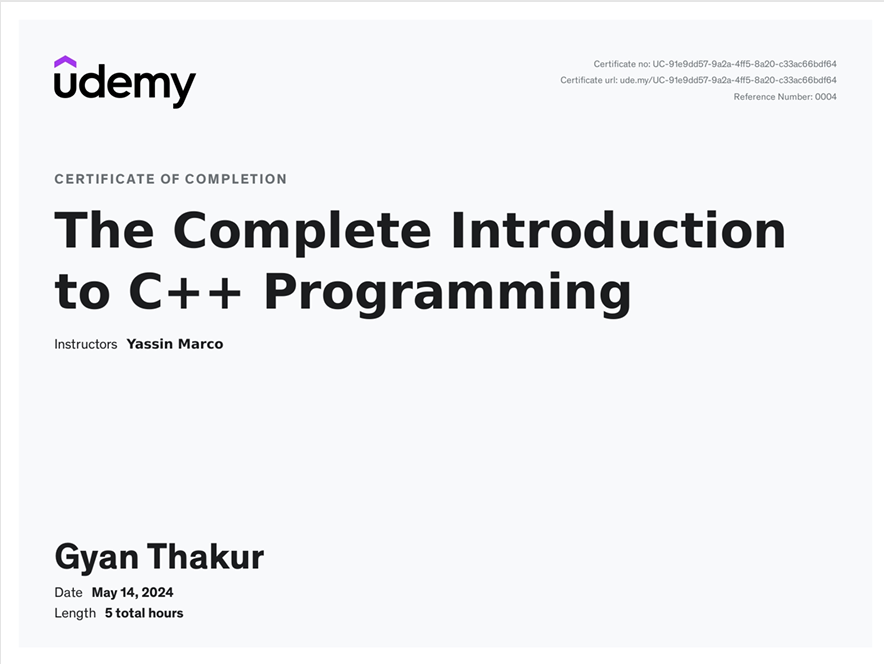 udemy
Certificate no: UC-91e9dd57-9a2a-4ff5-8a20-c33ac66bdf64
Certificate url: ude.my/UC-91e9dd57-9a2a-4ff5-8a20-c33ac66bdf64
Reference Number: 0004
CERTIFICATE OF COMPLETION
The Complete Introduction
to C++ Programming
Instructors Yassin Marco
Gyan Thakur
Date May 14, 2024
Length 5 total hours